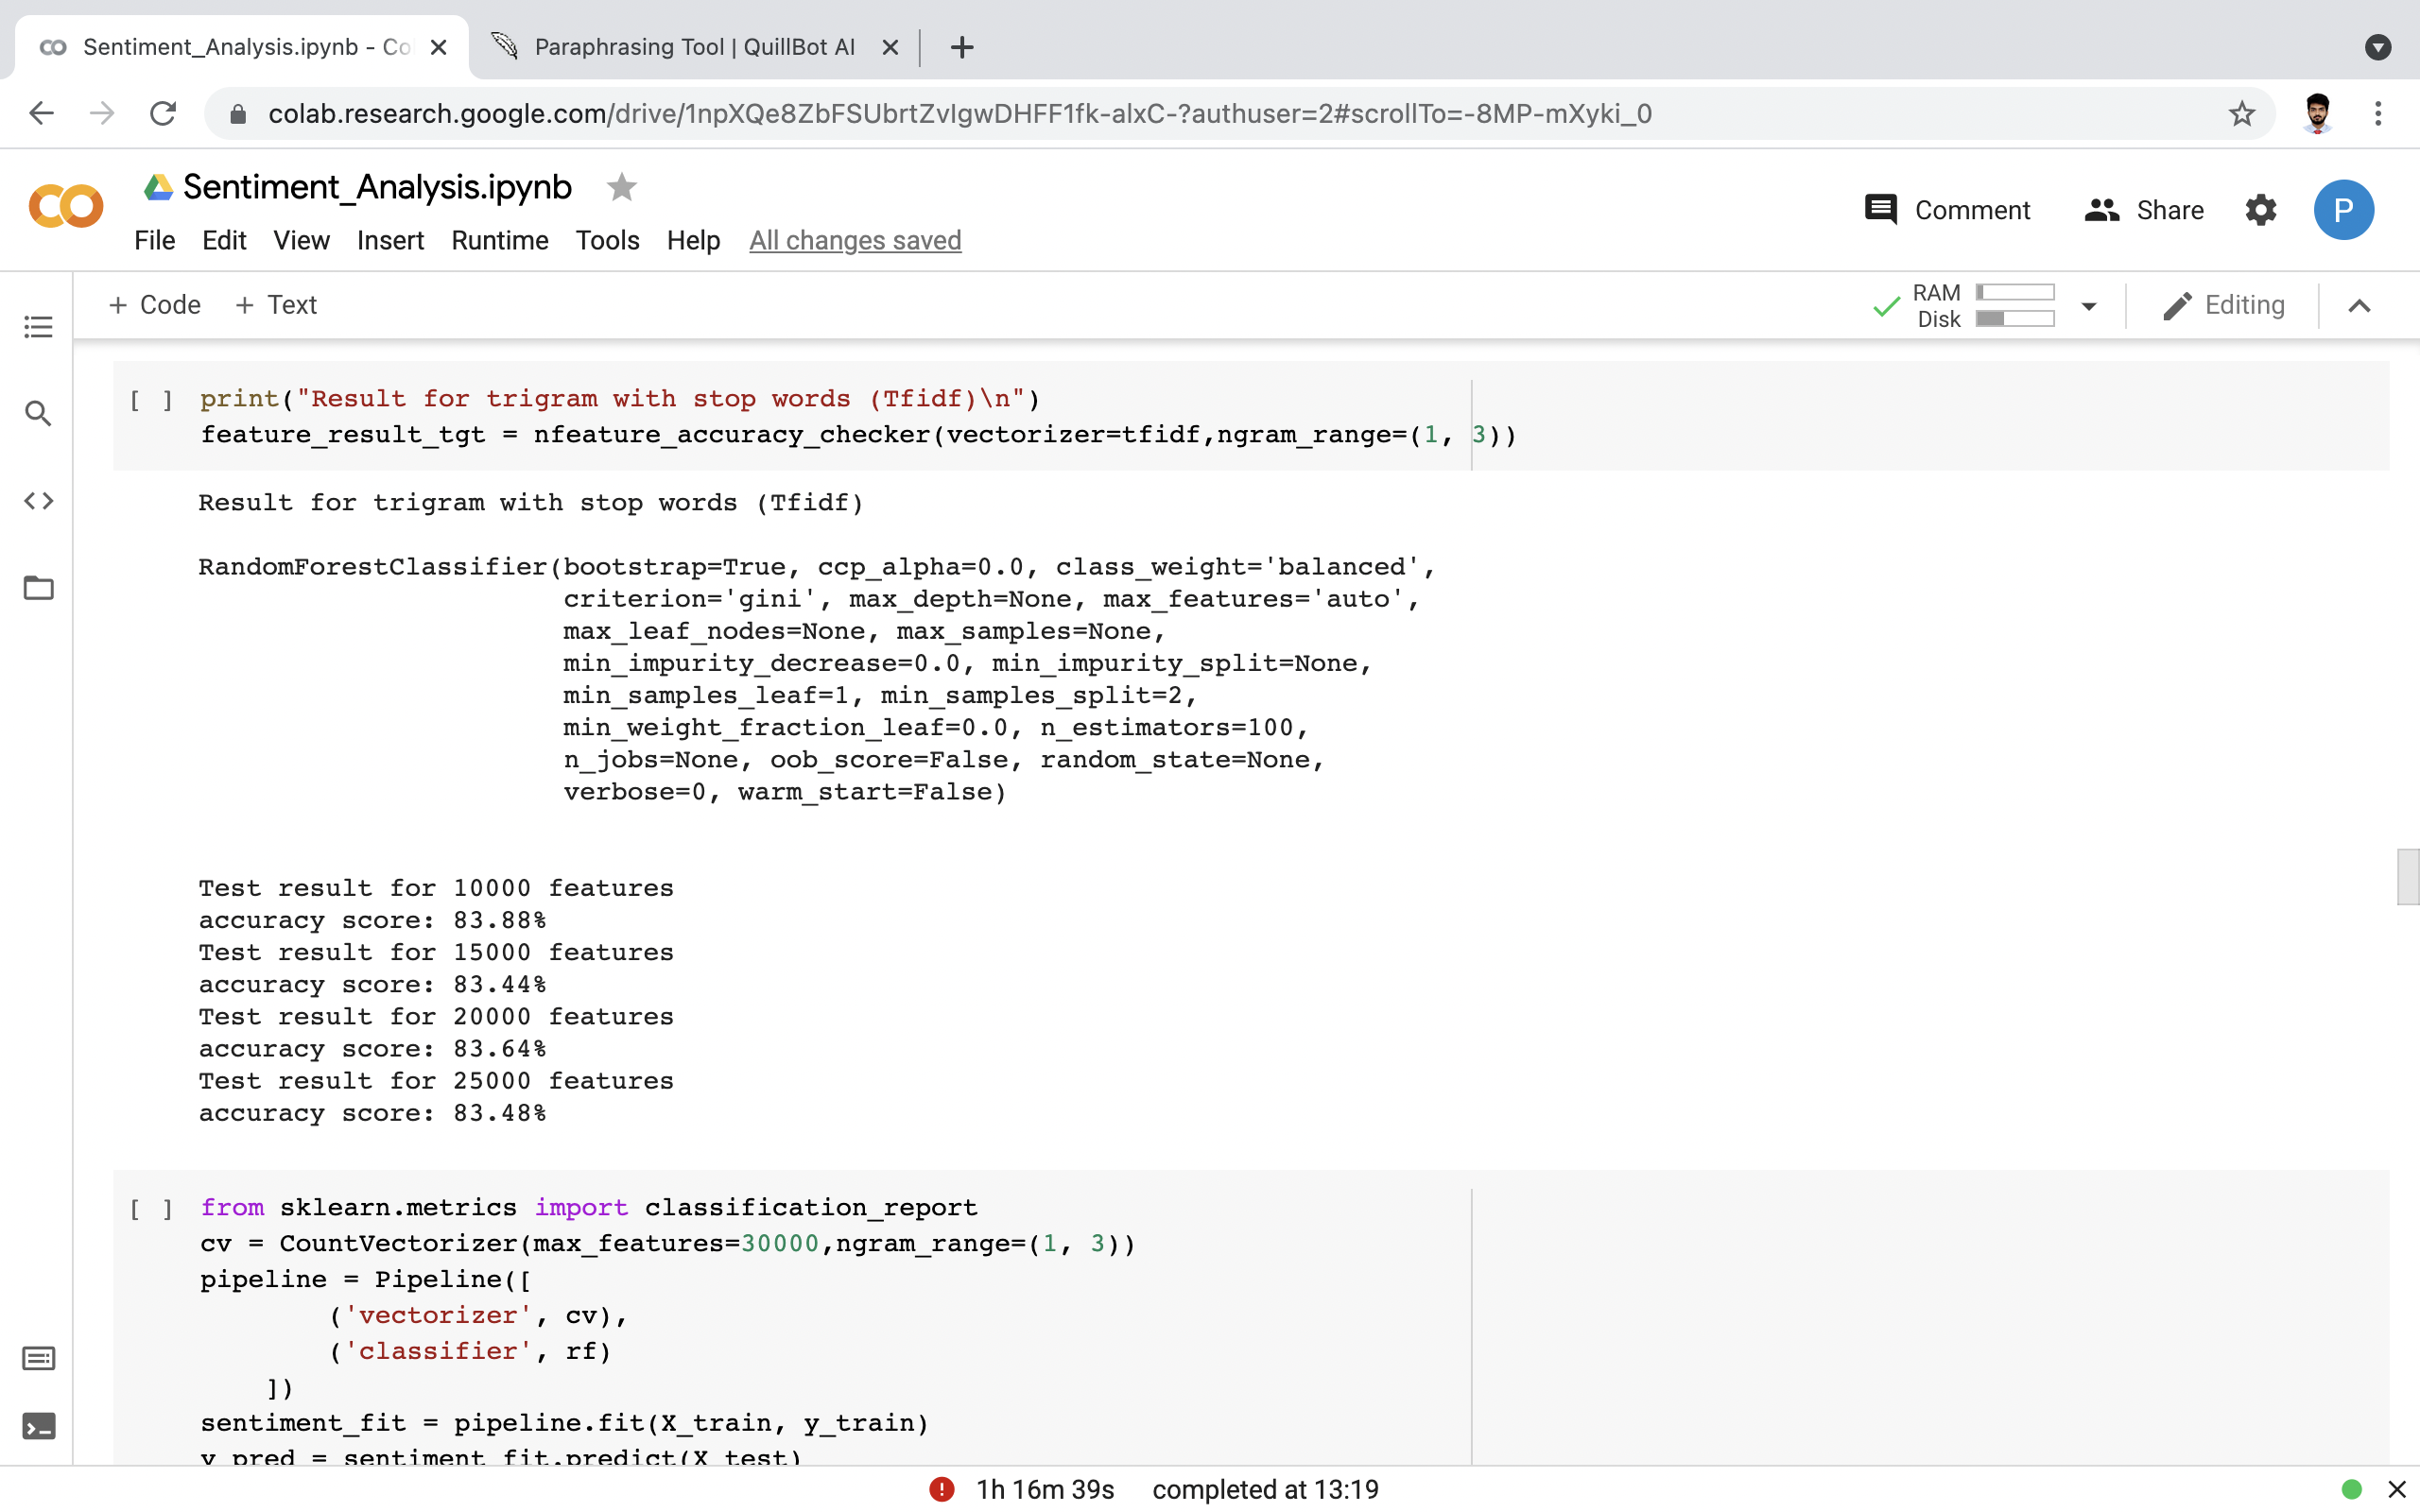 Sentiment_Analysis.ipynb - Co
Paraphrasing Tool | QuillBot AI
colab.research.google.com/drive/1npXQe8ZbFSUbrtZvIgwDHFF1fk-alxC-?authuser=2#scrollTo=-8MP-mXyki_0
Sentiment_Analysis.ipynb
File Edit View Insert Runtime Tools Help All changes saved
Comment Share P
+ Code + Text
RAM
Disk
Editing
[ ] print("Result for trigram with stop words (Tfidf)\n")
feature_result_tgt = nfeature_accuracy_checker(vectorizer=tfidf,ngram_range=(1, 3))
Result for trigram with stop words (Tfidf)
RandomForestClassifier(bootstrap=True, ccp_alpha=0.0, class_weight='balanced',
criterion='gini', max_depth=None, max_features='auto',
max_leaf_nodes=None, max_samples=None,
min_impurity_decrease=0.0, min_impurity_split=None,
min_samples_leaf=1, min_samples_split=2,
min_weight_fraction_leaf=0.0, n_estimators=100,
n_jobs=None, oob_score=False, random_state=None,
verbose=0, warm_start=False)
Test result for 10000 features
accuracy score: 83.88%
Test result for 15000 features
accuracy score: 83.44%
Test result for 20000 features
accuracy score: 83.64%
Test result for 25000 features
accuracy score: 83.48%
[ ] from sklearn.metrics import classification_report
cv = CountVectorizer(max_features=30000,ngram_range=(1, 3))
pipeline = Pipeline([
('vectorizer', cv),
('classifier', rf)
])
sentiment_fit = pipeline.fit(X_train, y_train)
y_pred = sentiment_fit.predict(X_test)
1h 16m 39s completed at 13:19